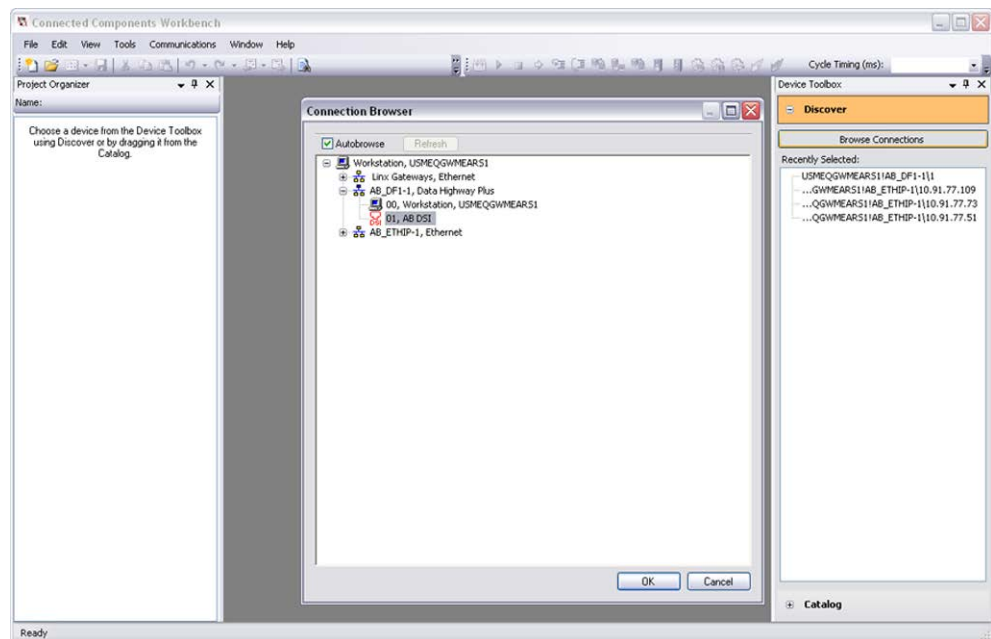 Connected Components Workbench
File Edit View Tools Communications Window Help
Cycle Timing (ms):
Project Organizer
Name:
Choose a device from the Device Toolbox
using Discover or by dragging it from the
Catalog.
Connection Browser
Autobrowse Refresh
Workstation, USMEQGWMEARS1
Linx Gateways, Ethernet
AB_DF1-1, Data Highway Plus
00, Workstation, USMEQGWMEARS1
01, AB DSI
AB_ETHIP-1, Ethernet
OK Cancel
Device Toolbox
Discover
Browse Connections
Recently Selected:
USMEQGWMEARS1!AB_DF1-1\1
...GWMEARS1!AB_ETHIP-1\10.91.77.109
...QGWMEARS1!AB_ETHIP-1\10.91.77.73
...QGWMEARS1!AB_ETHIP-1\10.91.77.51
Catalog
Ready